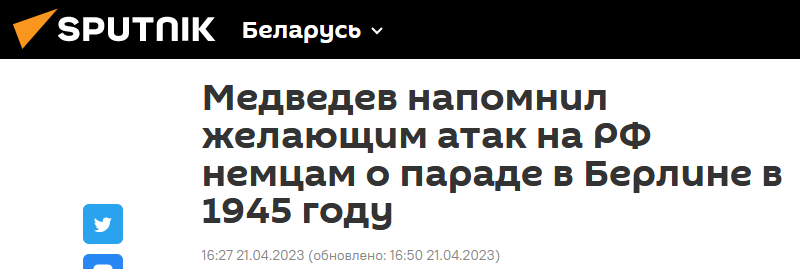 SPUTNIK Беларусь
Медведев напомнил
желающим атак на РФ
немцам о параде в Берлине в
1945 году
16:27 21.04.2023 (обновлено: 16:50 21.04.2023)